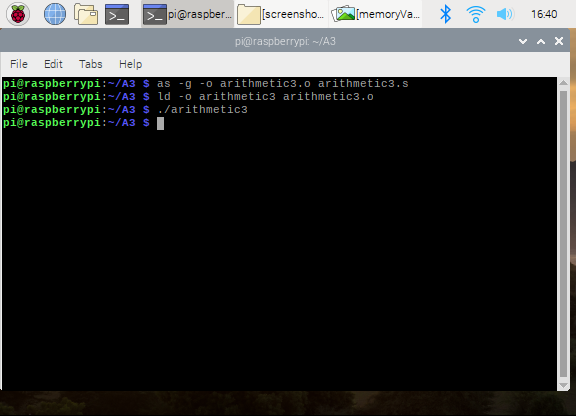 pi@raspber... [screensho... [memoryVa... 16:40
pi@raspberrypi: ~/A3
File Edit Tabs Help
pi@raspberrypi:~/A3 $ as -g -o arithmetic3.o arithmetic3.s
pi@raspberrypi:~/A3 $ ld -o arithmetic3 arithmetic3.o
pi@raspberrypi:~/A3 $ ./arithmetic3
pi@raspberrypi:~/A3 $